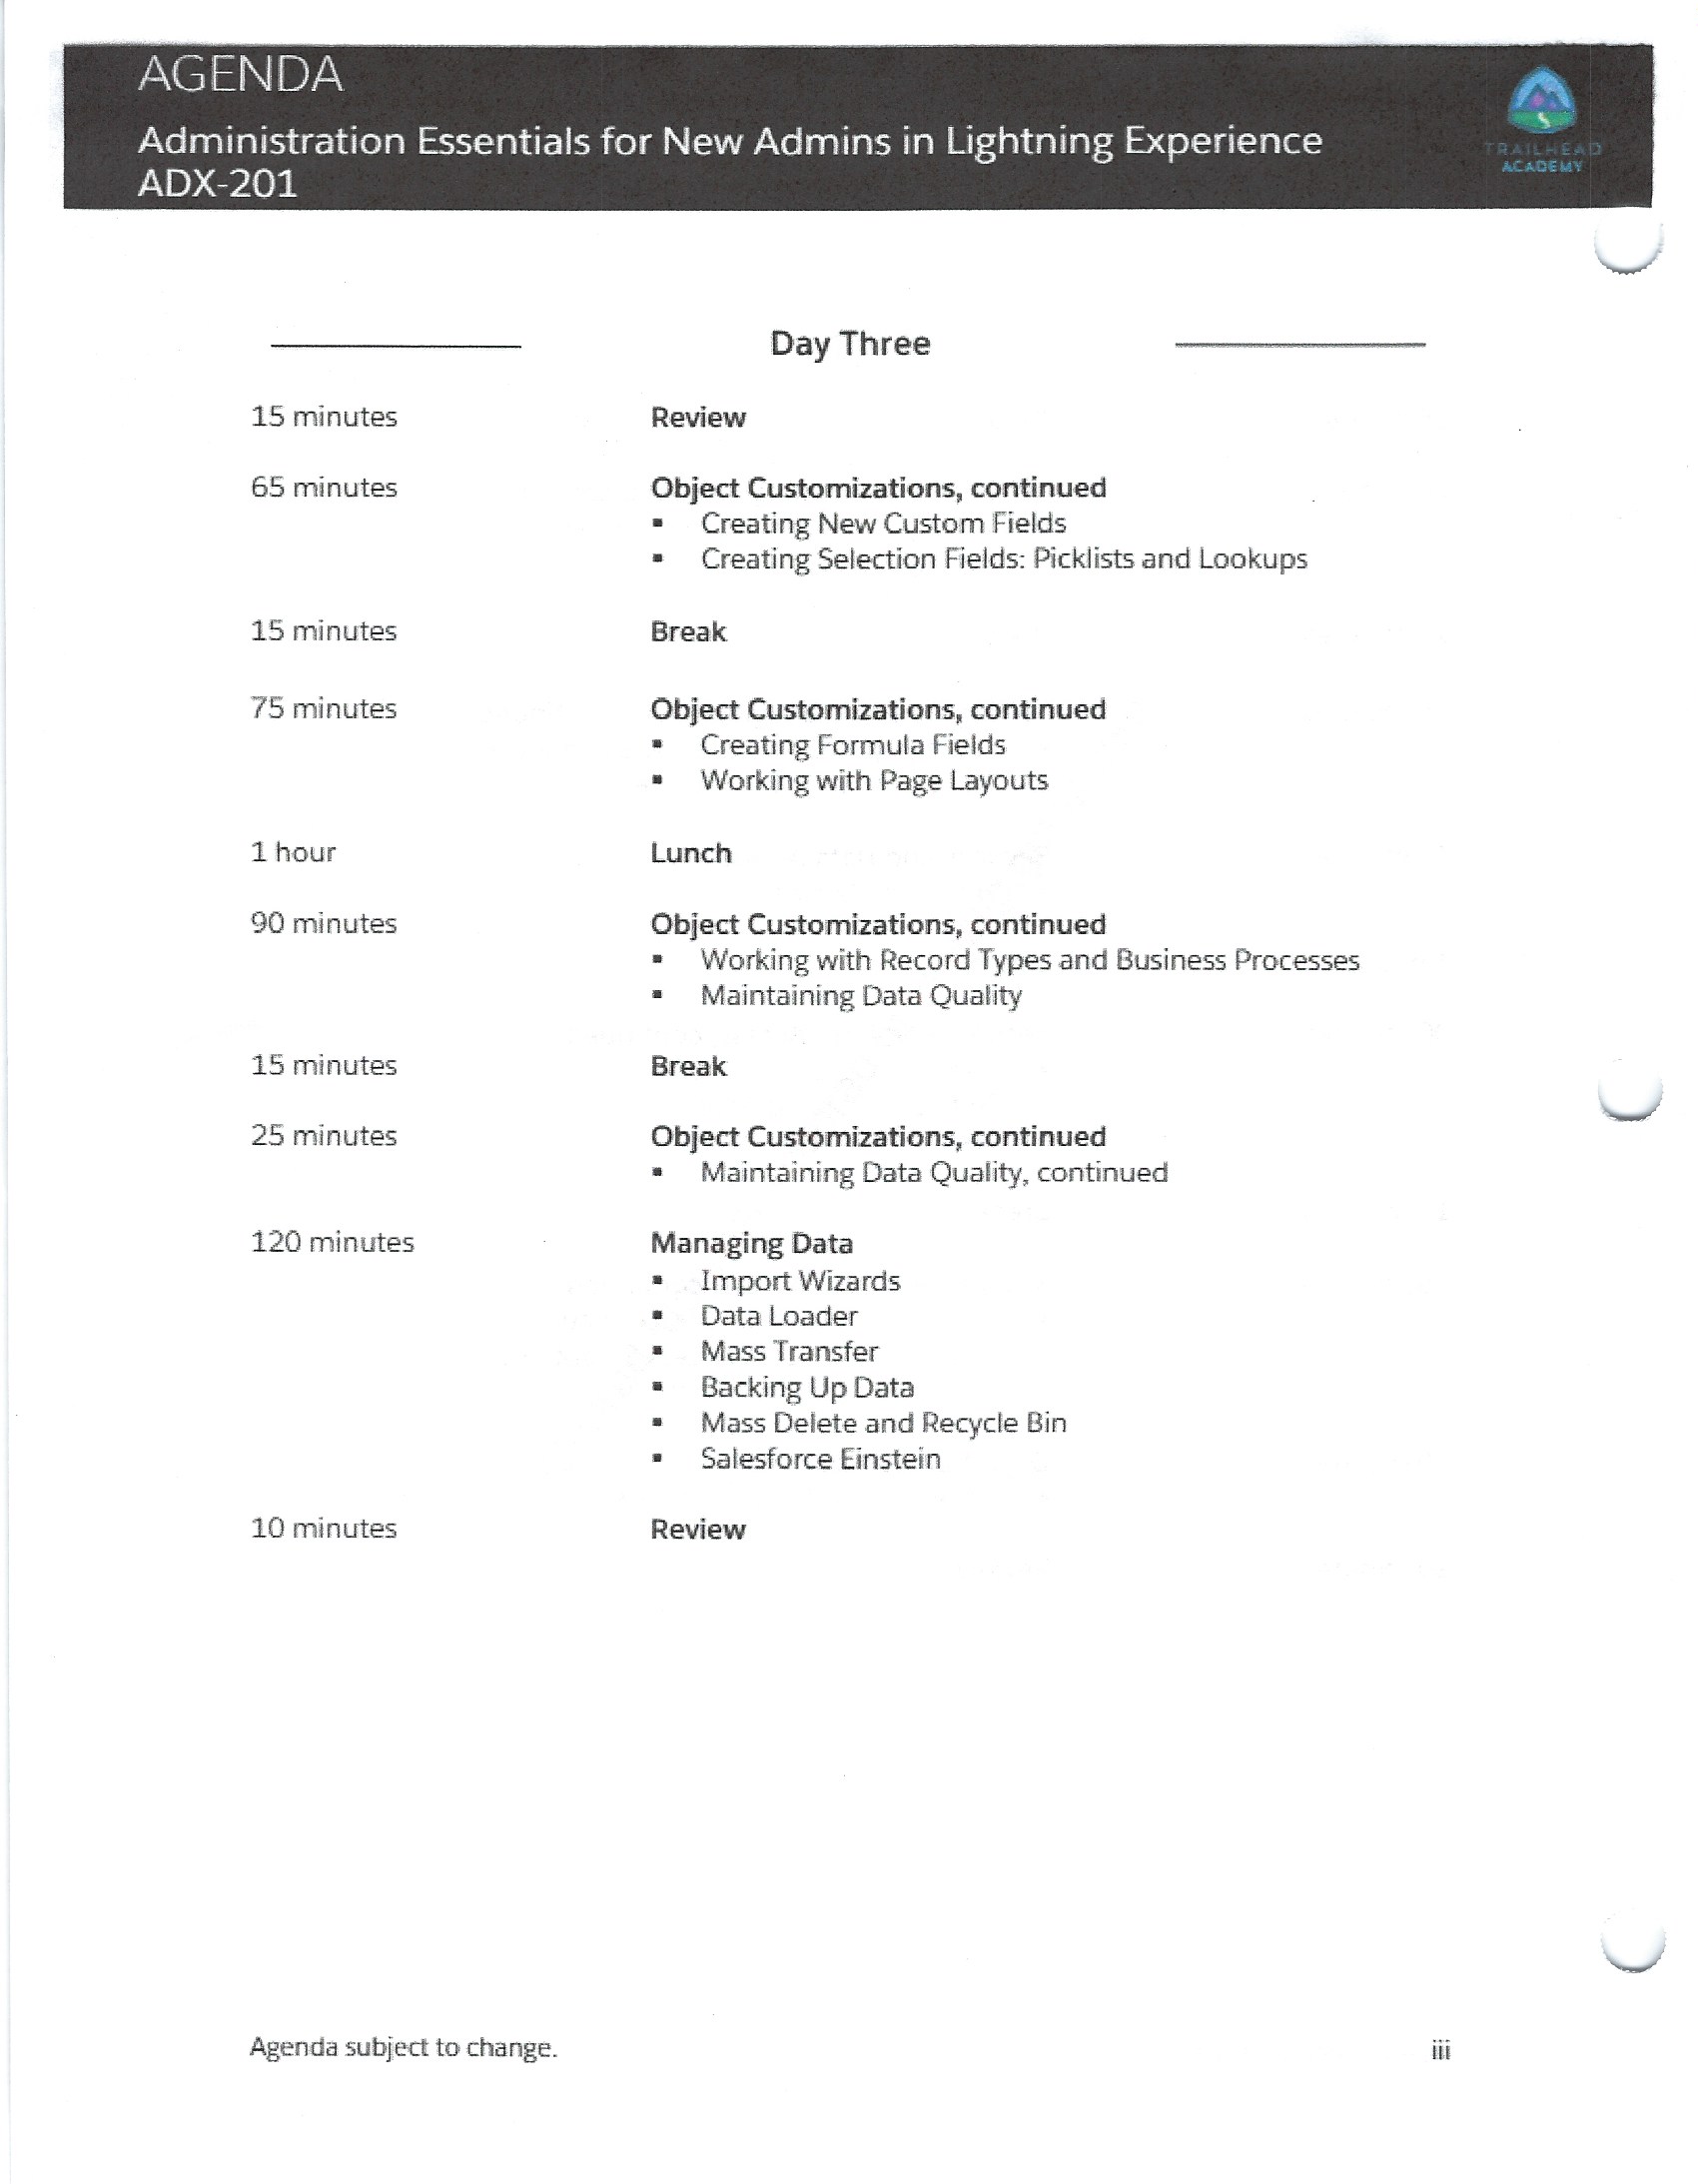 AGENDA
Administration Essentials for New Admins in Lightning Experience
ADX-201
TRAILHEAD
ACADEMY
Day Three
15 minutes Review
65 minutes Object Customizations, continued
▪ Creating New Custom Fields
▪ Creating Selection Fields: Picklists and Lookups
15 minutes Break
75 minutes Object Customizations, continued
▪ Creating Formula Fields
▪ Working with Page Layouts
1 hour Lunch
90 minutes Object Customizations, continued
▪ Working with Record Types and Business Processes
▪ Maintaining Data Quality
15 minutes Break
25 minutes Object Customizations, continued
▪ Maintaining Data Quality, continued
120 minutes Managing Data
▪ Import Wizards
▪ Data Loader
▪ Mass Transfer
▪ Backing Up Data
▪ Mass Delete and Recycle Bin
▪ Salesforce Einstein
10 minutes Review
Agenda subject to change. iii